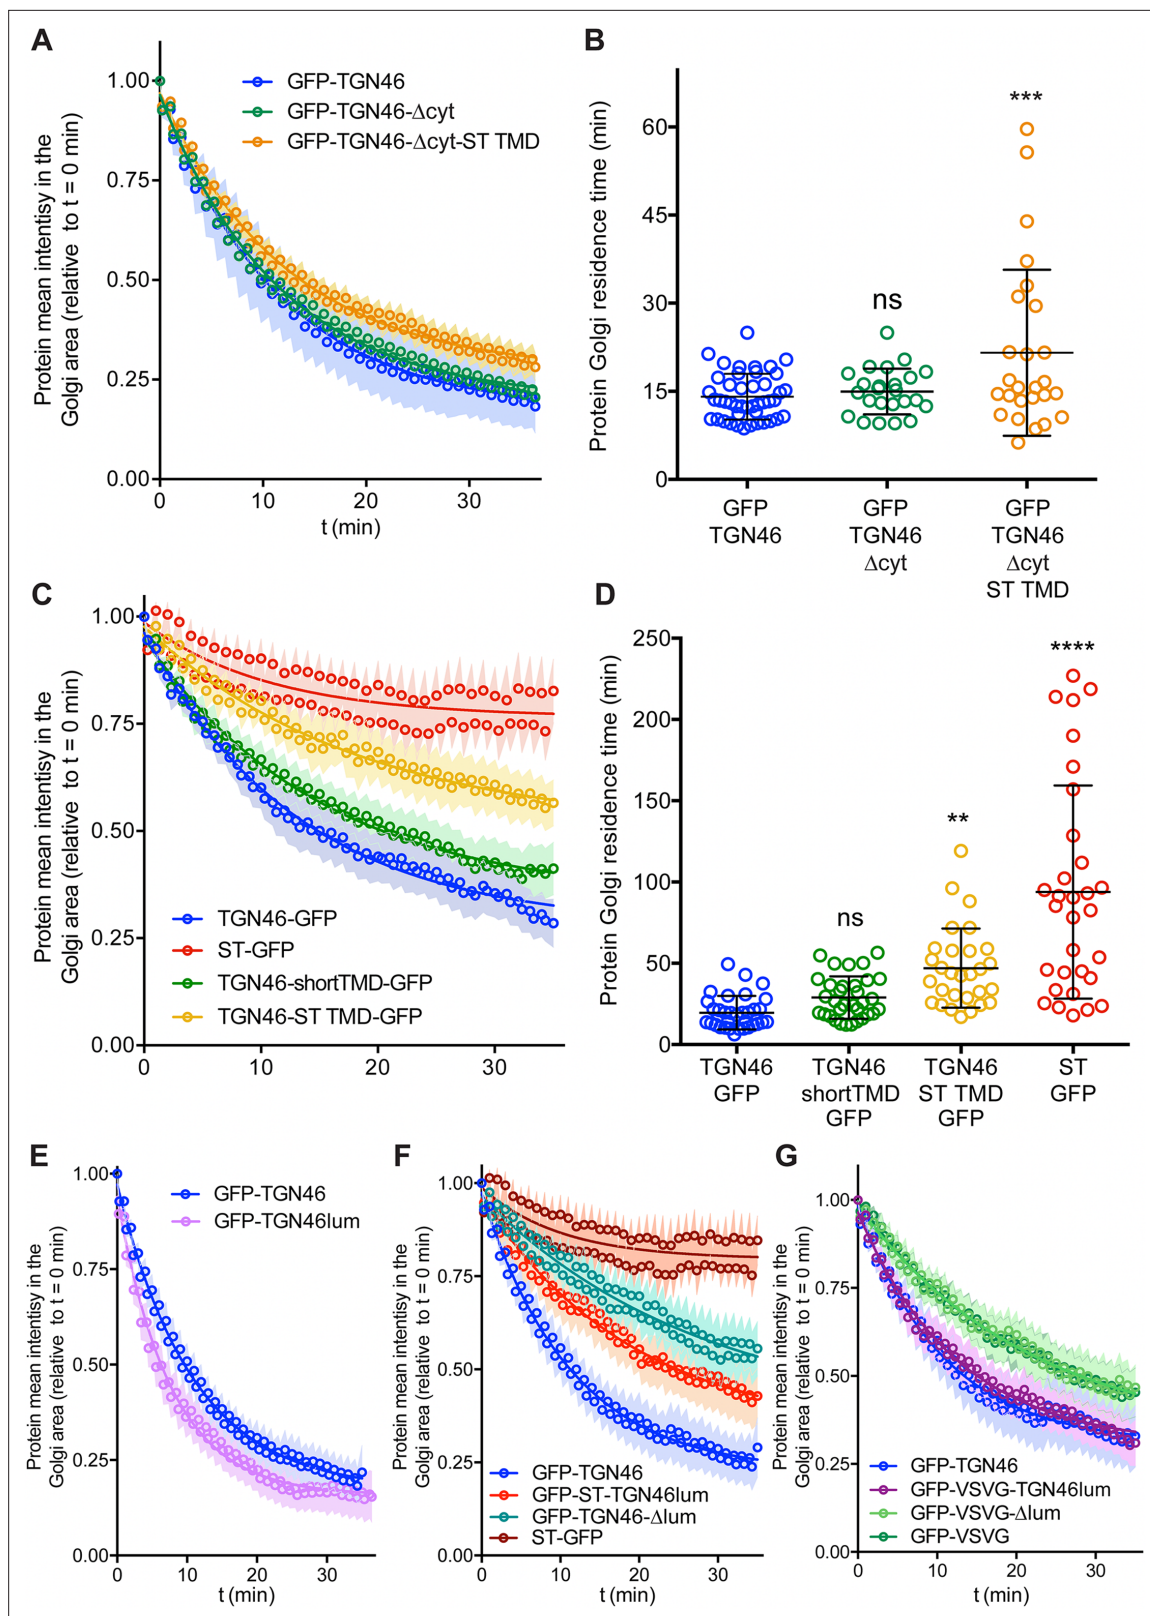 A
Protein mean intentisy in the
Golgi area (relative to t = 0 min)
1.00
0.75
0.50
0.25
0.00
0
10
20
30
t (min)
GFP-TGN46
GFP-TGN46-Δcyt
GFP-TGN46-Δcyt-ST TMD
B
Protein Golgi residence time (min)
60
45
30
15
0
ns
***
GFP
TGN46
GFP
TGN46
Δcyt
GFP
TGN46
Δcyt
ST TMD
C
Protein mean intentisy in the
Golgi area (relative to t = 0 min)
1.00
0.75
0.50
0.25
0.00
0
10
20
30
TGN46-GFP
ST-GFP
TGN46-shortTMD-GFP
TGN46-ST TMD-GFP
D
Protein Golgi residence time (min)
250
200
150
100
50
0
ns
**
****
TGN46
GFP
TGN46
shortTMD
GFP
TGN46
ST TMD
GFP
ST
GFP
E
Protein mean intentisy in the
Golgi area (relative to t = 0 min)
1.00
0.75
0.50
0.25
0.00
0
10
20
30
t (min)
GFP-TGN46
GFP-TGN46lum
F
Protein mean intentisy in the
Golgi area (relative to t = 0 min)
1.00
0.75
0.50
0.25
0.00
0
10
20
30
t (min)
GFP-TGN46
GFP-ST-TGN46lum
GFP-TGN46-Δlum
ST-GFP
G
Protein mean intentisy in the
Golgi area (relative to t = 0 min)
1.00
0.75
0.50
0.25
0.00
0
10
20
30
t (min)
GFP-TGN46
GFP-VSVG-TGN46lum
GFP-VSVG-Δlum
GFP-VSVG